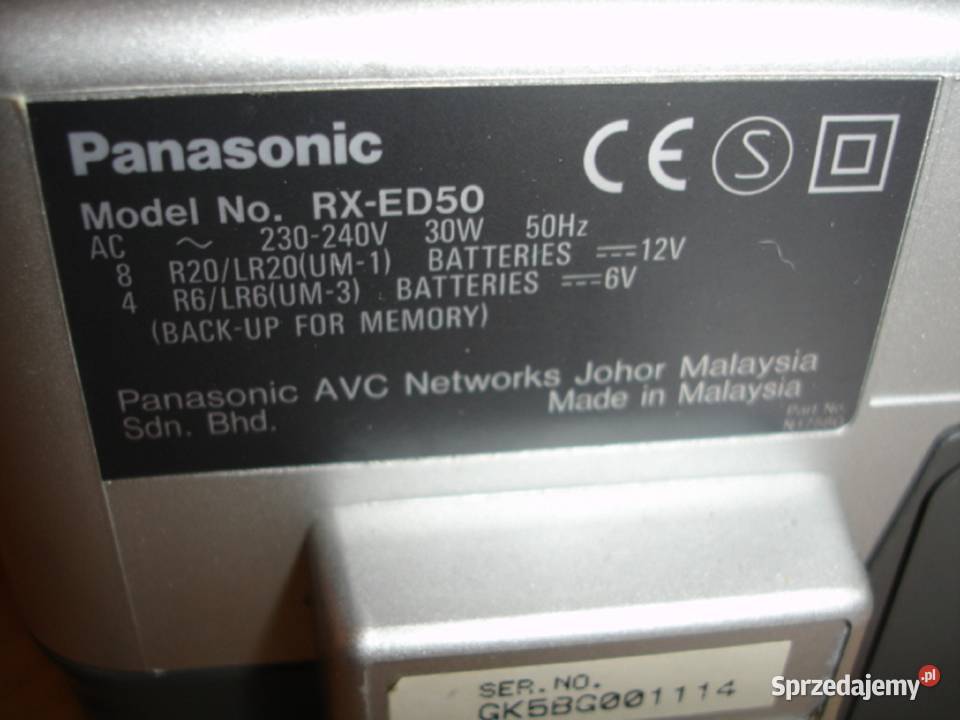 Panasonic
CE S
Model No. RX-ED50
AC ~ 230-240V 30W 50Hz
8 R20/LR20(UM-1) BATTERIES ⎓12V
4 R6/LR6(UM-3) BATTERIES ⎓6V
(BACK-UP FOR MEMORY)
Panasonic AVC Networks Johor Malaysia
Sdn. Bhd.
Made in Malaysia
Part No.
SER.NO.
GK5BG001114
Sprzedajemy.pl